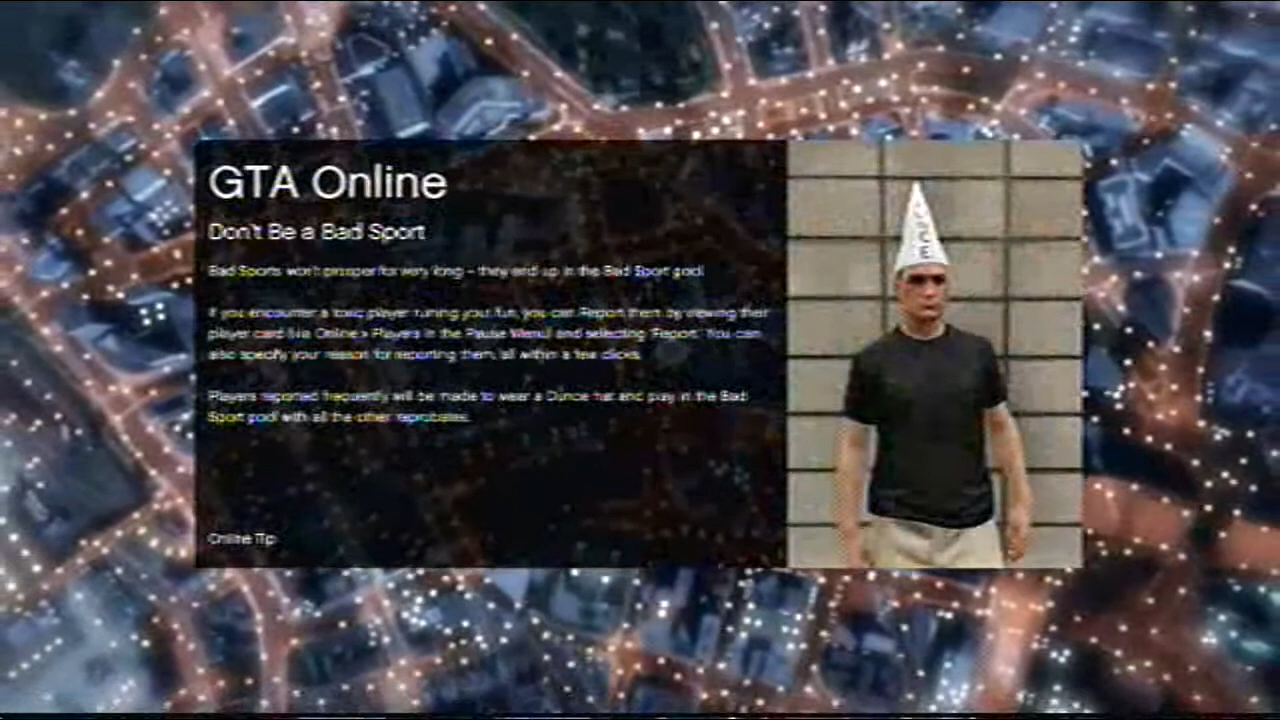 GTA Online
Don't Be a Bad Sport
Bad Sports won't prosper for very long - they end up in the Bad Sport pool.
If you encounter a toxic player ruining your fun, you can Report them by viewing their
player card (via Online > Players in the Pause Menu) and selecting 'Report'. You can
also specify your reason for reporting them, all within a few clicks.
Players reported frequently will be made to wear a Dunce hat and play in the Bad
Sport pool with all the other reprobates.
Online Tip
DUNCE